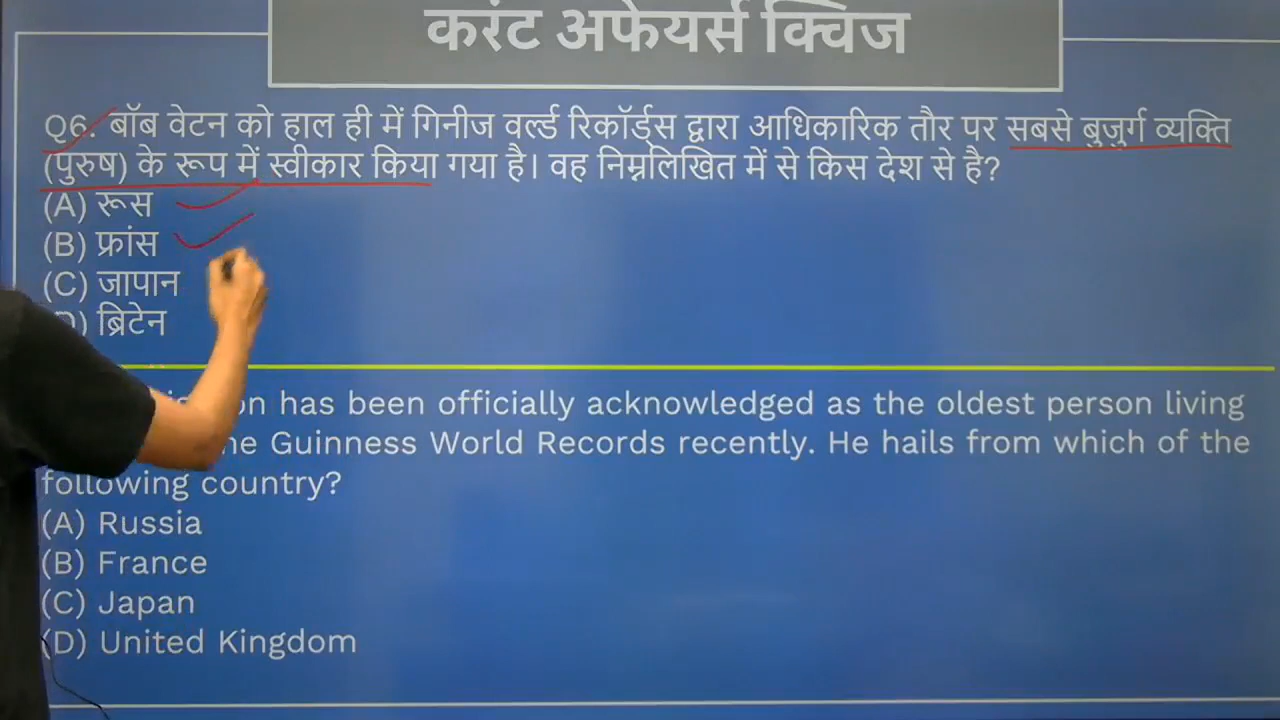 करंट अफेयर्स क्विज
Q6. बॉब वेटन को हाल ही में गिनीज वर्ल्ड रिकॉर्ड्स द्वारा आधिकारिक तौर पर सबसे बुजुर्ग व्यक्ति
(पुरुष) के रूप में स्वीकार किया गया है। वह निम्नलिखित में से किस देश से है?
(A) रूस
(B) फ्रांस
(C) जापान
ब्रिटेन
has been officially acknowledged as the oldest person living
Guinness World Records recently. He hails from which of the
following country?
(A) Russia
(B) France
(C) Japan
(D) United Kingdom